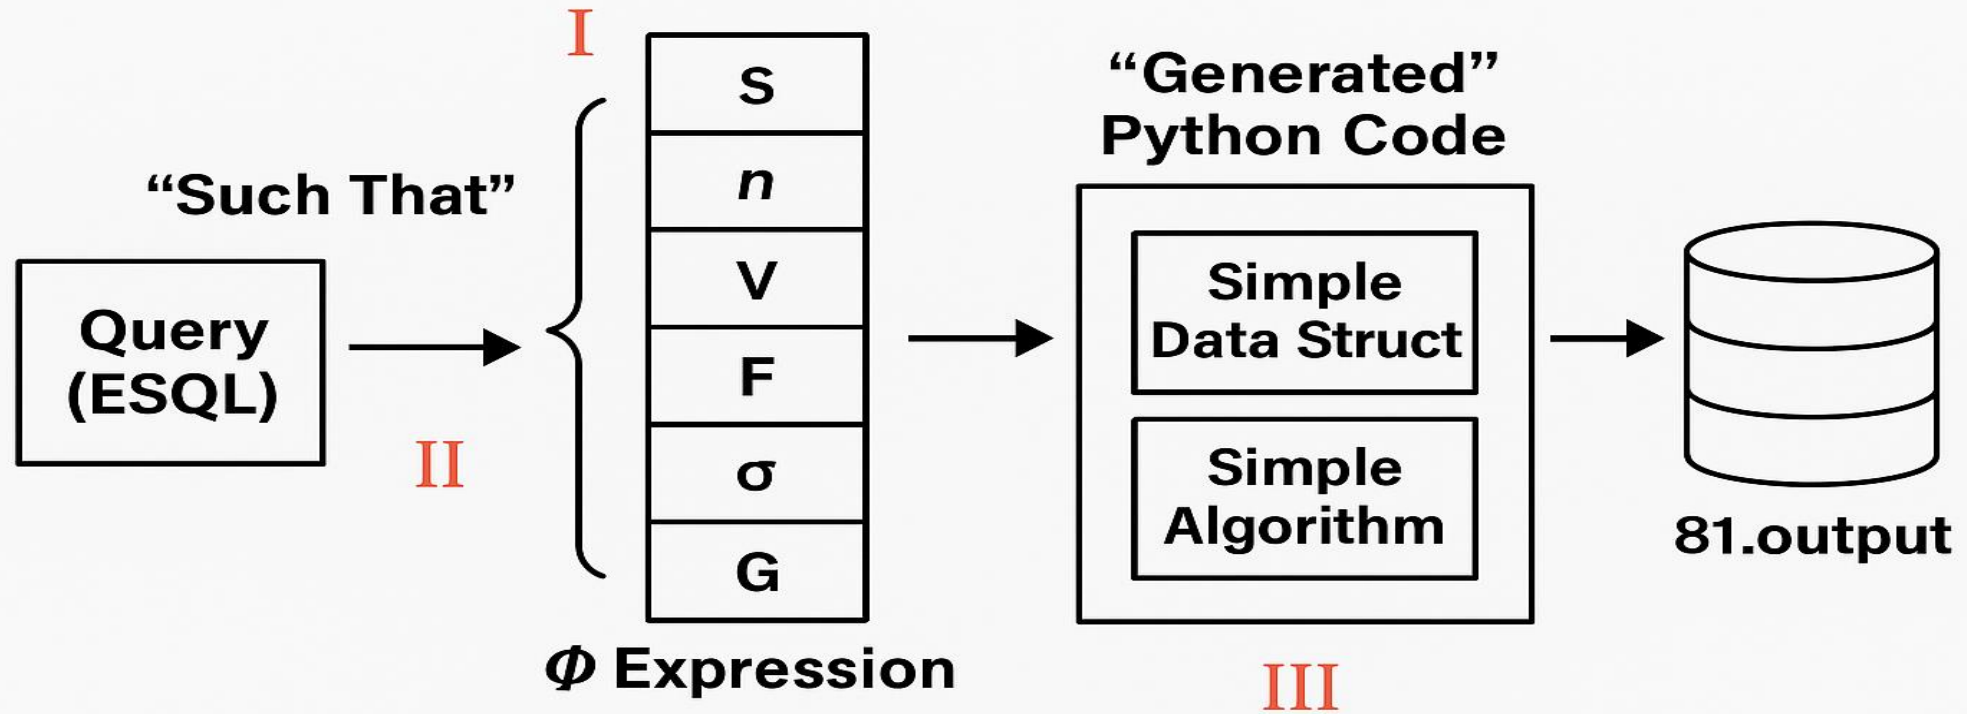 I
“Such That”
Query
(ESQL)
II
S
n
V
F
σ
G
Φ Expression
“Generated”
Python Code
Simple
Data Struct
Simple
Algorithm
III
81.output